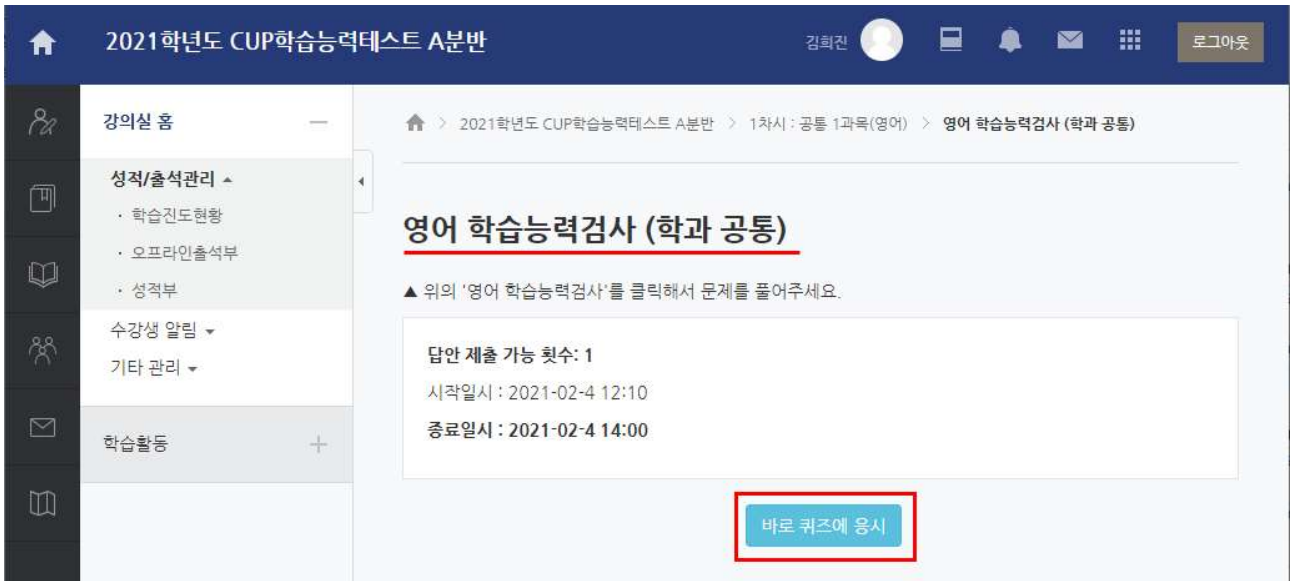 2021학년도 CUP학습능력테스트 A분반
김희진
로그아웃
강의실 홈
성적/출석관리
· 학습진도현황
· 오프라인출석부
· 성적부
수강생 알림
기타 관리
학습활동
2021학년도 CUP학습능력테스트 A분반 > 1차시 : 공통 1과목(영어) > 영어 학습능력검사 (학과 공통)
영어 학습능력검사 (학과 공통)
▲ 위의 '영어 학습능력검사'를 클릭해서 문제를 풀어주세요.
답안 제출 가능 횟수: 1
시작일시 : 2021-02-4 12:10
종료일시 : 2021-02-4 14:00
바로 퀴즈에 응시